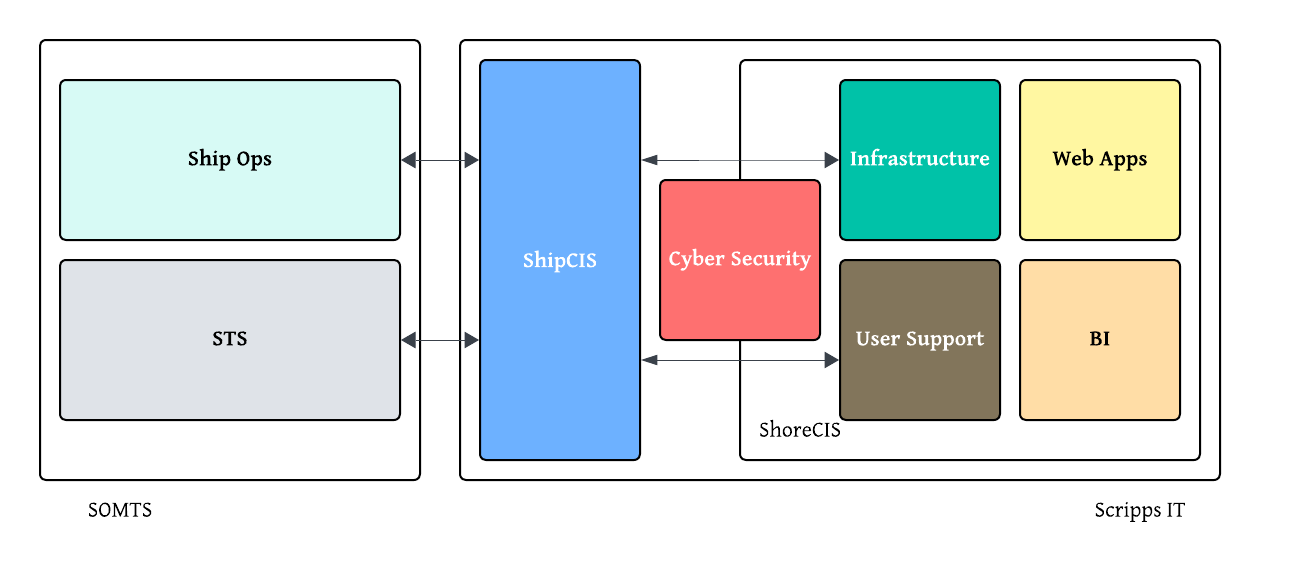 Ship Ops
Infrastructure
Web Apps
ShipCIS
Cyber Security
STS
User Support
BI
ShoreCIS
SOMTS
Scripps IT